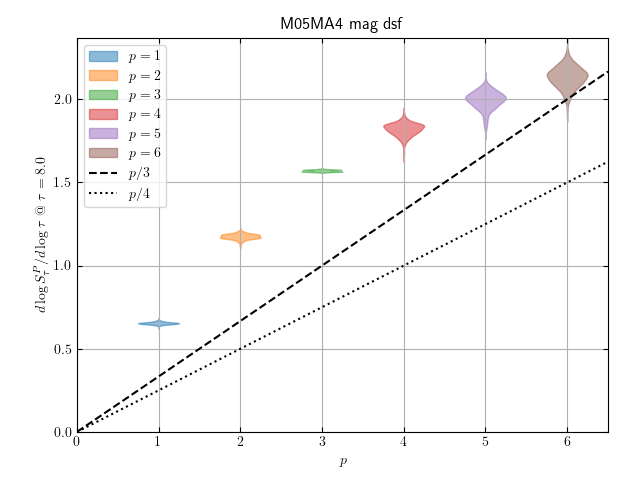 M05MA4 mag dsf
p = 1
p = 2
p = 3
p = 4
p = 5
p = 6
p/3
p/4
d log S_τ^P / d log τ @ τ = 8.0
2.0
1.5
1.0
0.5
0.0
0 1 2 3 4 5 6
p